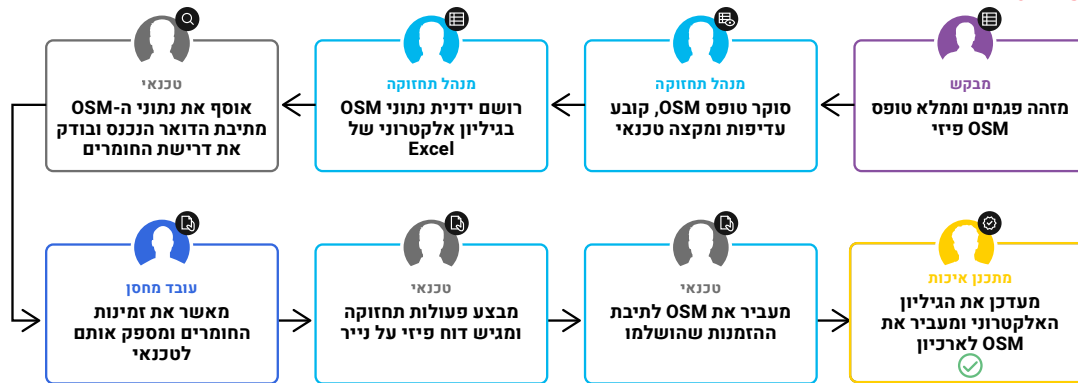 מבקש
מזהה פגמים וממלא טופס
OSM פיזי
מנהל תחזוקה
סוקר טופס OSM, קובע
עדיפות ומקצה טכנאי
מנהל תחזוקה
רושם ידנית נתוני OSM
בגיליון אלקטרוני של
Excel
טכנאי
אוסף את נתוני ה-OSM
מתיבת הדואר הנכנס ובודק
את דרישת החומרים
עובד מחסן
מאשר את זמינות
החומרים ומספק אותם
לטכנאי
טכנאי
מבצע פעולות תחזוקה
ומגיש דוח פיזי על נייר
טכנאי
מעביר את OSM לתיבת
ההזמנות שהושלמו
מתכנן איכות
מעדכן את הגיליון
האלקטרוני ומעביר את
OSM לארכיון